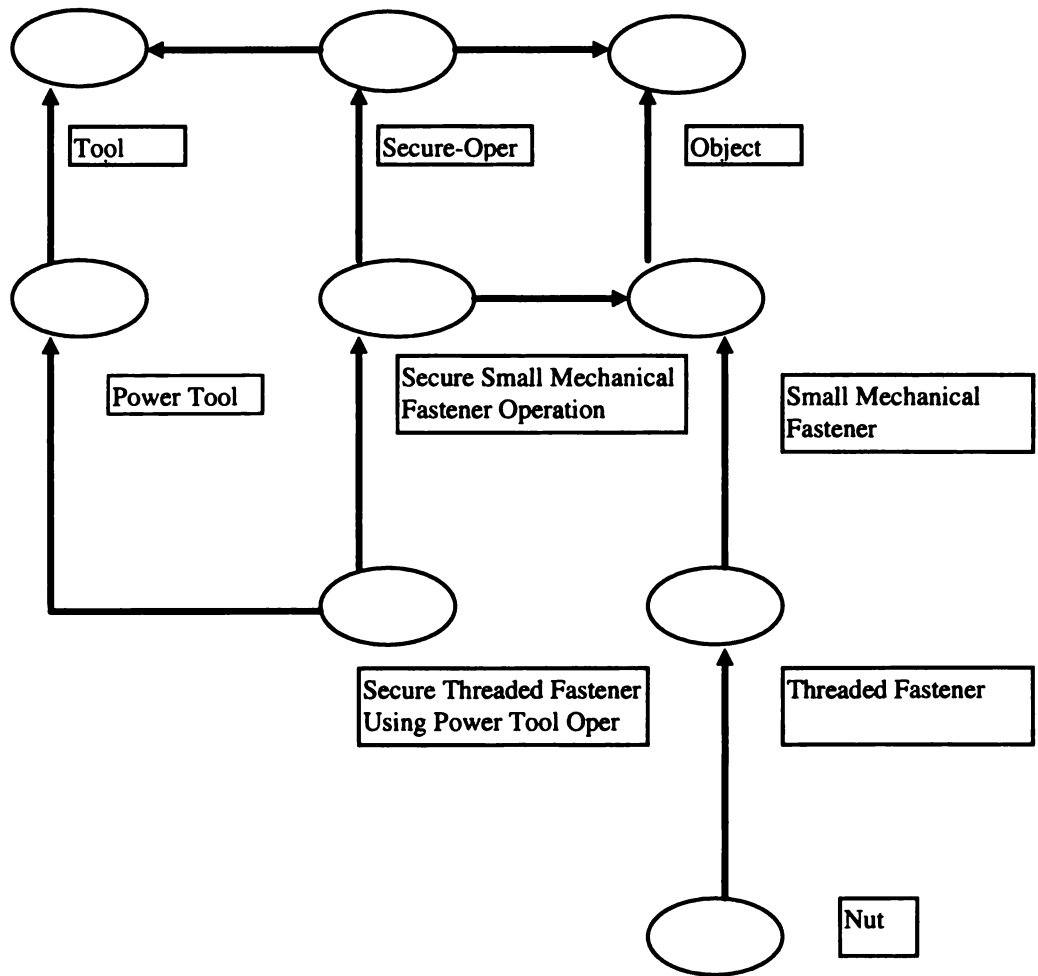 Tool
Secure-Oper
Object
Power Tool
Secure Small Mechanical
Fastener Operation
Small Mechanical
Fastener
Secure Threaded Fastener
Using Power Tool Oper
Threaded Fastener
Nut